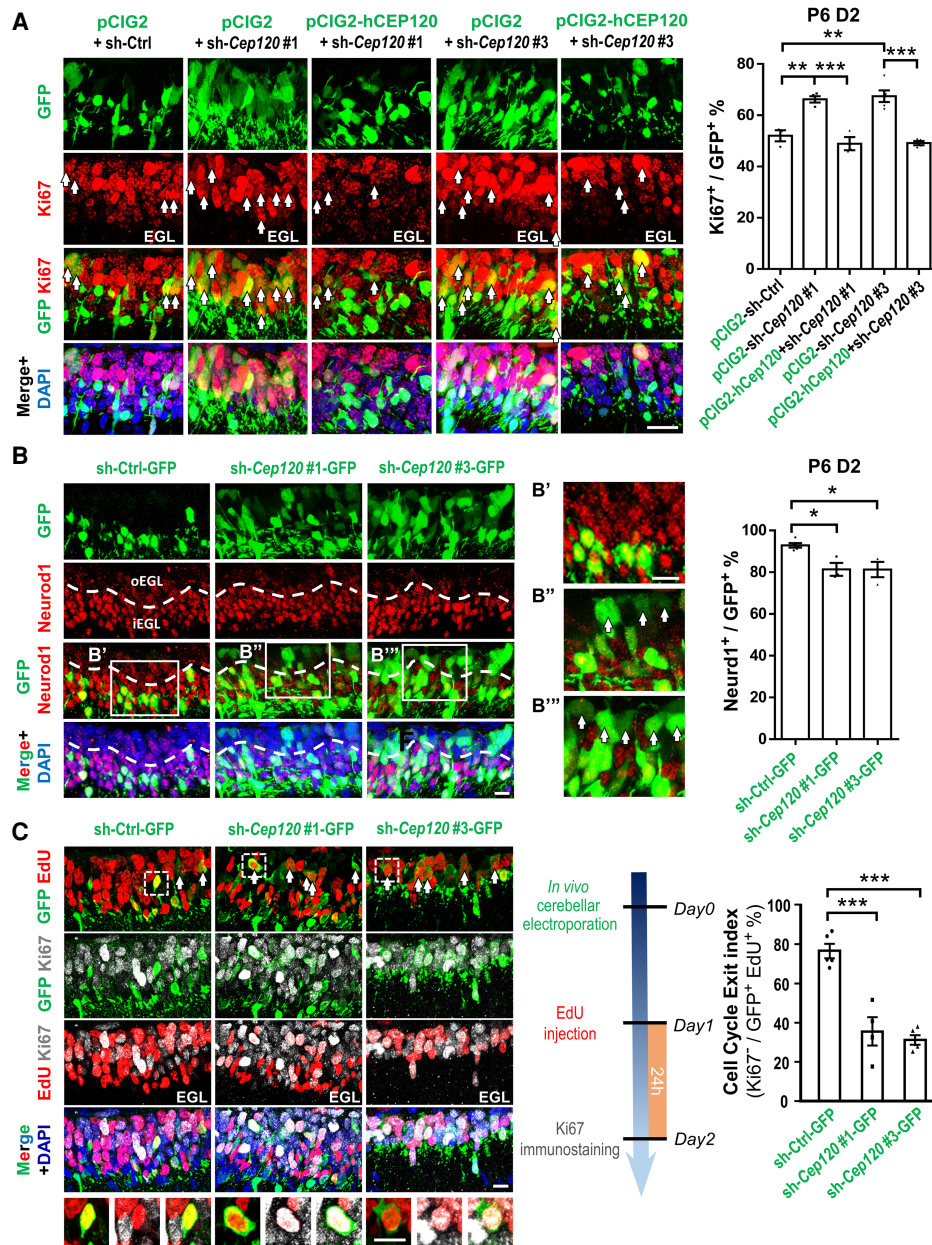 A
pCIG2
+ sh-Ctrl
pCIG2
+ sh-Cep120 #1
pCIG2-hCEP120
+ sh-Cep120 #1
pCIG2
+ sh-Cep120 #3
pCIG2-hCEP120
+ sh-Cep120 #3
GFP
Ki67
EGL
EGL
EGL
EGL
EGL
GFP Ki67
Merge+
DAPI
P6 D2
**
** ***
***
Ki67+ / GFP+ %
80
60
40
20
0
pCIG2-sh-Ctrl
pCIG2-sh-Cep120 #1
pCIG2-hCep120+sh-Cep120 #1
pCIG2-sh-Cep120 #3
pCIG2-hCep120+sh-Cep120 #3
B
sh-Ctrl-GFP
sh-Cep120 #1-GFP
sh-Cep120 #3-GFP
GFP
Neurod1
oEGL
iEGL
GFP
Neurod1
B'
B''
B'''
Merge+
DAPI
F
B'
B''
B'''
P6 D2
*
*
Neurd1+ / GFP+ %
100
80
60
40
20
0
sh-Ctrl-GFP
sh-Cep120 #1-GFP
sh-Cep120 #3-GFP
C
sh-Ctrl-GFP
sh-Cep120 #1-GFP
sh-Cep120 #3-GFP
GFP EdU
GFP Ki67
EdU Ki67
EGL
EGL
EGL
Merge
+DAPI
In vivo
cerebellar
electroporation
Day0
EdU
injection
Day1
24h
Ki67
immunostaining
Day2
***
***
Cell Cycle Exit index
(Ki67- / GFP+ EdU+ %)
100
80
60
40
20
0
sh-Ctrl-GFP
sh-Cep120 #1-GFP
sh-Cep120 #3-GFP